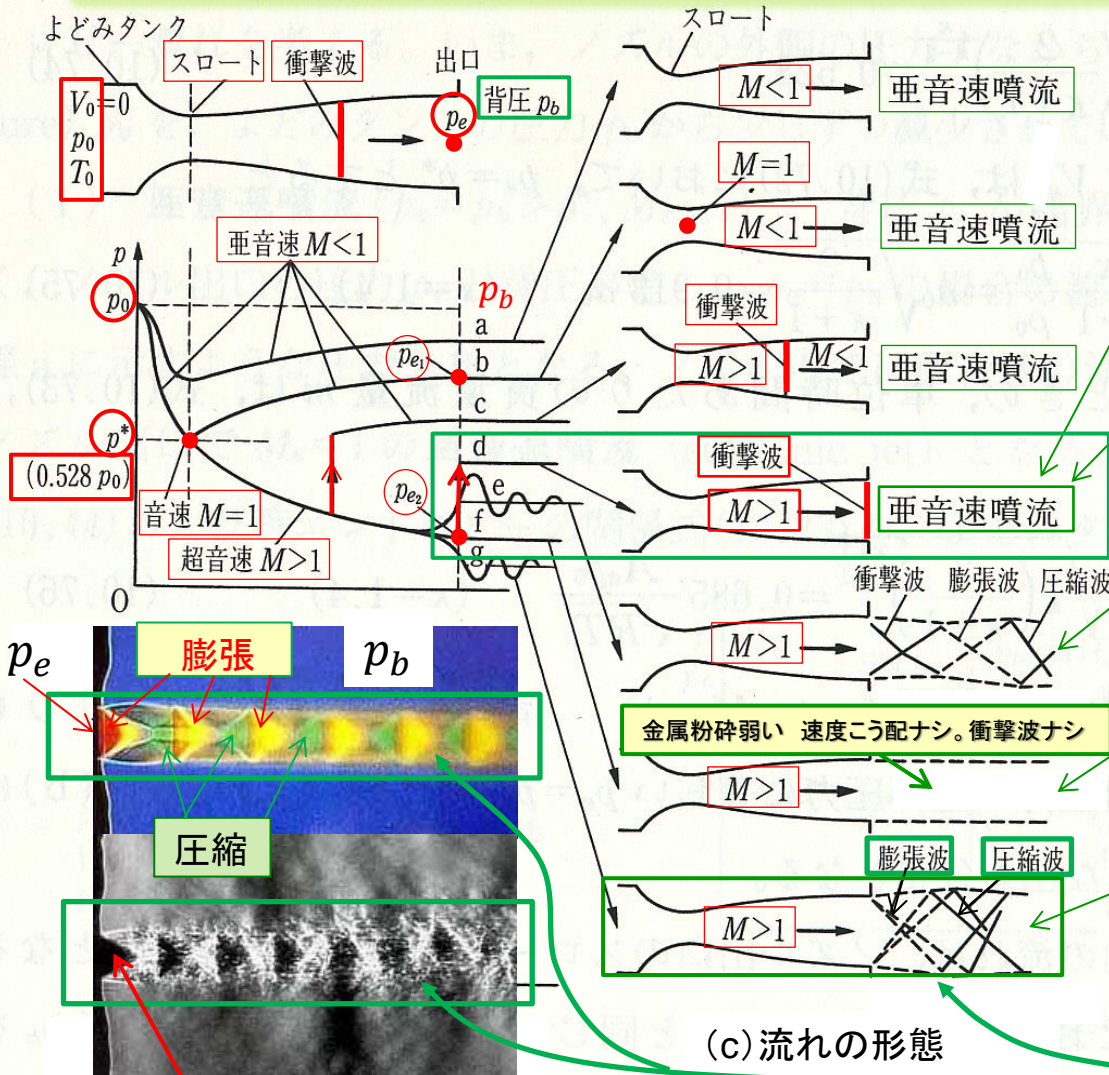 よどみタンク
スロート
衝撃波
出口
V₀=0
p₀
T₀
pₑ
背圧 p_b
スロート
M<1
亜音速噴流
M=1
M<1
亜音速噴流
衝撃波
M>1
M<1
亜音速噴流
衝撃波
M>1
亜音速噴流
衝撃波
膨張波
圧縮波
M>1
金属粉砕弱い 速度こう配ナシ。衝撃波ナシ
M>1
膨張波
圧縮波
M>1
(c)流れの形態
p
亜音速 M<1
p₀
p_b
a
pₑ₁
b
c
p*
(0.528 p₀)
d
pₑ₂
e
音速 M=1
f
超音速 M>1
g
O
pₑ
膨張
p_b
圧縮